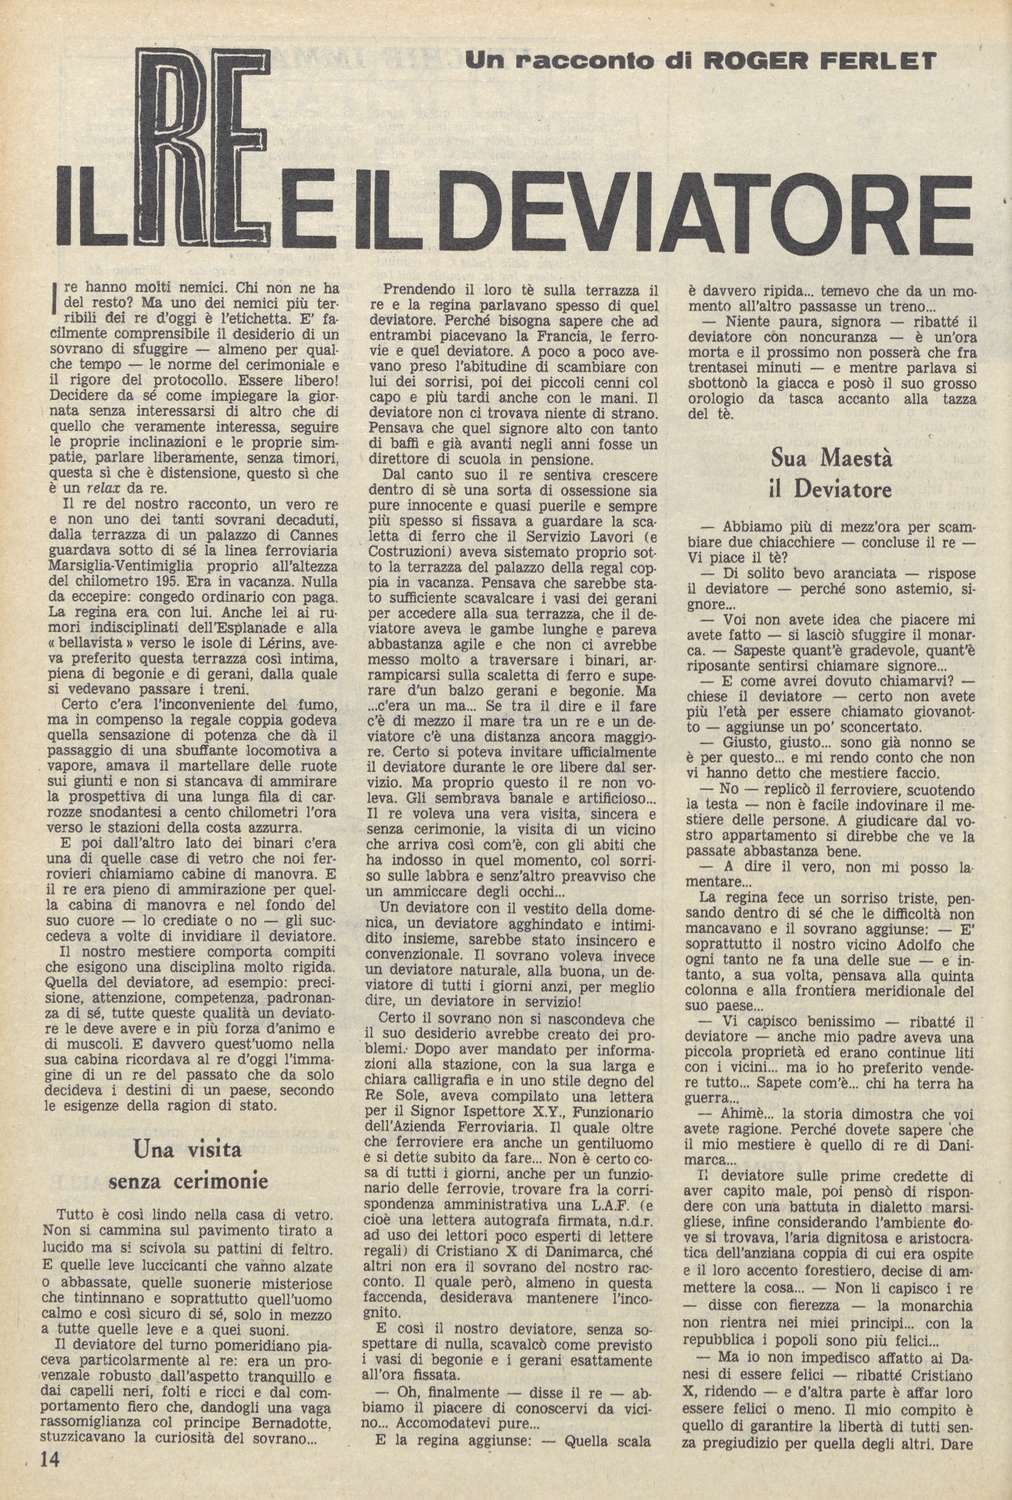 Un racconto di ROGER FERLET
IL RE E IL DEVIATORE
I re hanno molti nemici. Chi non ne ha
del resto? Ma uno dei nemici più ter-
ribili dei re d'oggi è l'etichetta. E' fa-
cilmente comprensibile il desiderio di un
sovrano di sfuggire — almeno per qual-
che tempo — le norme del cerimoniale e
il rigore del protocollo. Essere libero!
Decidere da sé come impiegare la gior-
nata senza interessarsi di altro che di
quello che veramente interessa, seguire
le proprie inclinazioni e le proprie sim-
patie, parlare liberamente, senza timori,
questa sì che è distensione, questo sì che
è un relax da re.
Il re del nostro racconto, un vero re
e non uno dei tanti sovrani decaduti,
dalla terrazza di un palazzo di Cannes
guardava sotto di sé la linea ferroviaria
Marsiglia-Ventimiglia proprio all'altezza
del chilometro 195. Era in vacanza. Nulla
da eccepire: congedo ordinario con paga.
La regina era con lui. Anche lei ai ru-
mori indisciplinati dell'Esplanade e alla
« bellavista » verso le isole di Lérins, ave-
va preferito questa terrazza così intima,
piena di begonie e di gerani, dalla quale
si vedevano passare i treni.
Certo c'era l'inconveniente del fumo,
ma in compenso la regale coppia godeva
quella sensazione di potenza che dà il
passaggio di una sbuffante locomotiva a
vapore, amava il martellare delle ruote
sui giunti e non si stancava di ammirare
la prospettiva di una lunga fila di car-
rozze snodantesi a cento chilometri l'ora
verso le stazioni della costa azzurra.
E poi dall'altro lato dei binari c'era
una di quelle case di vetro che noi fer-
rovieri chiamiamo cabine di manovra. E
il re era pieno di ammirazione per quel-
la cabina di manovra e nel fondo del
suo cuore — lo crediate o no — gli suc-
cedeva a volte di invidiare il deviatore.
Il nostro mestiere comporta compiti
che esigono una disciplina molto rigida.
Quella del deviatore, ad esempio: preci-
sione, attenzione, competenza, padronan-
za di sé, tutte queste qualità un deviato-
re le deve avere e in più forza d'animo e
di muscoli. E davvero quest'uomo nella
sua cabina ricordava al re d'oggi l'imma-
gine di un re del passato che da solo
decideva i destini di un paese, secondo
le esigenze della ragion di stato.
Una visita
senza cerimonie
Tutto è così lindo nella casa di vetro.
Non si cammina sul pavimento tirato a
lucido ma si scivola su pattini di feltro.
E quelle leve luccicanti che vanno alzate
o abbassate, quelle suonerie misteriose
che tintinnano e soprattutto quell'uomo
calmo e così sicuro di sé, solo in mezzo
a tutte quelle leve e a quei suoni.
Il deviatore del turno pomeridiano pia-
ceva particolarmente al re: era un pro-
venzale robusto dall'aspetto tranquillo e
dai capelli neri, folti e ricci e dal com-
portamento fiero che, dandogli una vaga
rassomiglianza col principe Bernadotte,
stuzzicavano la curiosità del sovrano...
14
Prendendo il loro tè sulla terrazza il
re e la regina parlavano spesso di quel
deviatore. Perché bisogna sapere che ad
entrambi piacevano la Francia, le ferro-
vie e quel deviatore. A poco a poco ave-
vano preso l'abitudine di scambiare con
lui dei sorrisi, poi dei piccoli cenni col
capo e più tardi anche con le mani. Il
deviatore non ci trovava niente di strano.
Pensava che quel signore alto con tanto
di baffi e già avanti negli anni fosse un
direttore di scuola in pensione.
Dal canto suo il re sentiva crescere
dentro di sè una sorta di ossessione sia
pure innocente e quasi puerile e sempre
più spesso si fissava a guardare la sca-
letta di ferro che il Servizio Lavori (e
Costruzioni) aveva sistemato proprio sot-
to la terrazza del palazzo della regal cop-
pia in vacanza. Pensava che sarebbe sta-
to sufficiente scavalcare i vasi dei gerani
per accedere alla sua terrazza, che il de-
viatore aveva le gambe lunghe e pareva
abbastanza agile e che non ci avrebbe
messo molto a traversare i binari, ar-
rampicarsi sulla scaletta di ferro e supe-
rare d'un balzo gerani e begonie. Ma
...c'era un ma... Se tra il dire e il fare
c'è di mezzo il mare tra un re e un de-
viatore c'è una distanza ancora maggio-
re. Certo si poteva invitare ufficialmente
il deviatore durante le ore libere dal ser-
vizio. Ma proprio questo il re non vo-
leva. Gli sembrava banale e artificioso...
Il re voleva una vera visita, sincera e
senza cerimonie, la visita di un vicino
che arriva così com'è, con gli abiti che
ha indosso in quel momento, col sorri-
so sulle labbra e senz'altro preavviso che
un ammiccare degli occhi...
Un deviatore con il vestito della dome-
nica, un deviatore agghindato e intimi-
dito insieme, sarebbe stato insincero e
convenzionale. Il sovrano voleva invece
un deviatore naturale, alla buona, un de-
viatore di tutti i giorni anzi, per meglio
dire, un deviatore in servizio!
Certo il sovrano non si nascondeva che
il suo desiderio avrebbe creato dei pro-
blemi. Dopo aver mandato per informa-
zioni alla stazione, con la sua larga e
chiara calligrafia e in uno stile degno del
Re Sole, aveva compilato una lettera
per il Signor Ispettore X.Y., Funzionario
dell'Azienda Ferroviaria. Il quale oltre
che ferroviere era anche un gentiluomo
e si dette subito da fare... Non è certo co-
sa di tutti i giorni, anche per un funzio-
nario delle ferrovie, trovare fra la corri-
spondenza amministrativa una L.A.F. (e
cioè una lettera autografa firmata, n.d.r.
ad uso dei lettori poco esperti di lettere
regali) di Cristiano X di Danimarca, ché
altri non era il sovrano del nostro rac-
conto. Il quale però, almeno in questa
faccenda, desiderava mantenere l'inco-
gnito.
E così il nostro deviatore, senza so-
spettare di nulla, scavalcò come previsto
i vasi di begonie e i gerani esattamente
all'ora fissata.
— Oh, finalmente — disse il re — ab-
biamo il piacere di conoscervi da vici-
no... Accomodatevi pure...
E la regina aggiunse: — Quella scala
è davvero ripida... temevo che da un mo-
mento all'altro passasse un treno...
— Niente paura, signora — ribatté il
deviatore con noncuranza — è un'ora
morta e il prossimo non posserà che fra
trentasei minuti — e mentre parlava si
sbottonò la giacca e posò il suo grosso
orologio da tasca accanto alla tazza
del tè.
Sua Maestà
il Deviatore
— Abbiamo più di mezz'ora per scam-
biare due chiacchiere — concluse il re —
Vi piace il tè?
— Di solito bevo aranciata — rispose
il deviatore — perché sono astemio, si-
gnore...
— Voi non avete idea che piacere mi
avete fatto — si lasciò sfuggire il monar-
ca. — Sapeste quant'è gradevole, quant'è
riposante sentirsi chiamare signore...
— E come avrei dovuto chiamarvi? —
chiese il deviatore — certo non avete
più l'età per essere chiamato giovanot-
to — aggiunse un po' sconcertato.
— Giusto, giusto... sono già nonno se
è per questo... e mi rendo conto che non
vi hanno detto che mestiere faccio.
— No — replicò il ferroviere, scuotendo
la testa — non è facile indovinare il me-
stiere delle persone. A giudicare dal vo-
stro appartamento si direbbe che ve la
passate abbastanza bene.
— A dire il vero, non mi posso la-
mentare...
La regina fece un sorriso triste, pen-
sando dentro di sé che le difficoltà non
mancavano e il sovrano aggiunse: — E'
soprattutto il nostro vicino Adolfo che
ogni tanto ne fa una delle sue — e in-
tanto, a sua volta, pensava alla quinta
colonna e alla frontiera meridionale del
suo paese...
— Vi capisco benissimo — ribatté il
deviatore — anche mio padre aveva una
piccola proprietà ed erano continue liti
con i vicini... ma io ho preferito vende-
re tutto... Sapete com'è... chi ha terra ha
guerra...
— Ahimè... la storia dimostra che voi
avete ragione. Perché dovete sapere che
il mio mestiere è quello di re di Dani-
marca...
Il deviatore sulle prime credette di
aver capito male, poi pensò di rispon-
dere con una battuta in dialetto marsi-
gliese, infine considerando l'ambiente do-
ve si trovava, l'aria dignitosa e aristocra-
tica dell'anziana coppia di cui era ospite
e il loro accento forestiero, decise di am-
mettere la cosa... — Non li capisco i re
— disse con fierezza — la monarchia
non rientra nei miei principi... con la
repubblica i popoli sono più felici...
— Ma io non impedisco affatto ai Da-
nesi di essere felici — ribatté Cristiano
X, ridendo — e d'altra parte è affar loro
essere felici o meno. Il mio compito è
quello di garantire la libertà di tutti sen-
za pregiudizio per quella degli altri. Dare